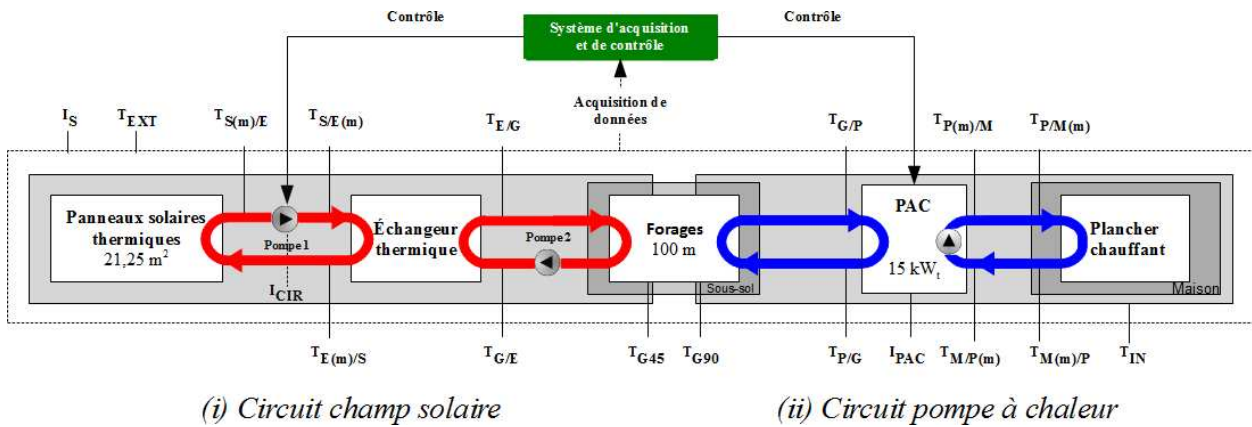 Contrôle
Contrôle
Système d'acquisition
et de contrôle
Acquisition de
données
I_S
T_EXT
T_S(m)/E
T_S/E(m)
T_E/G
T_G/P
T_P(m)/M
T_P/M(m)
Panneaux solaires
thermiques
21,25 m²
Pompe 1
I_CIR
Échangeur
thermique
Pompe 2
Forages
100 m
Sous-sol
PAC
15 kW_t
Plancher
chauffant
Maison
T_E(m)/S
T_G/E
T_G45
T_G90
T_P/G
I_PAC
T_M/P(m)
T_M(m)/P
T_IN
(i) Circuit champ solaire
(ii) Circuit pompe à chaleur